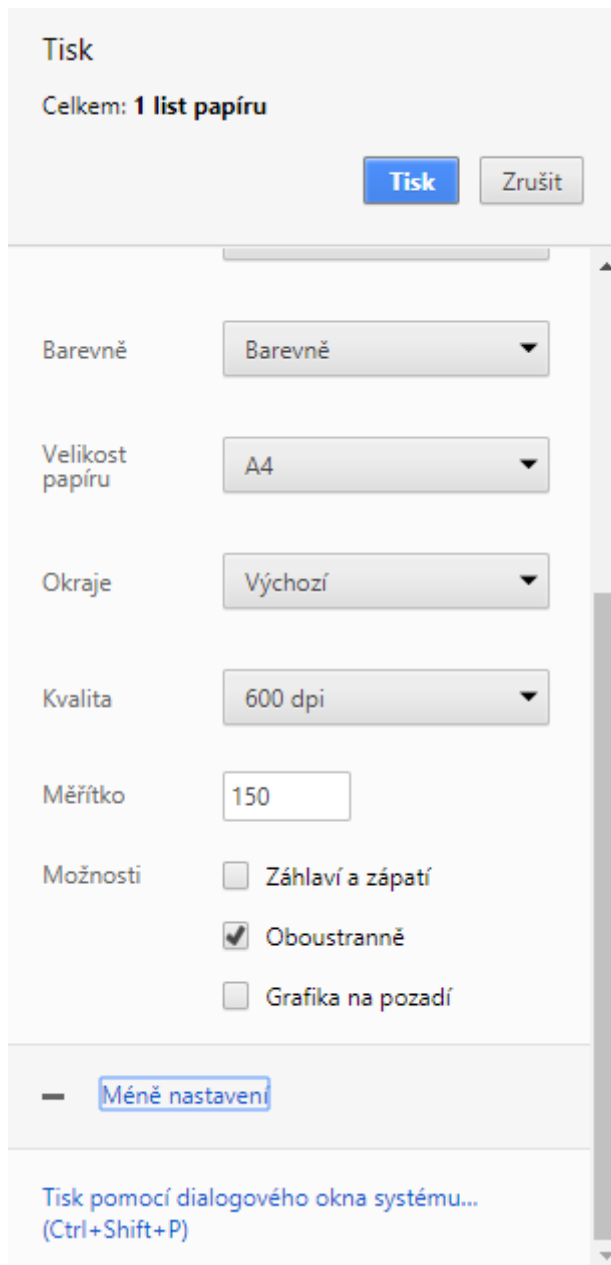 Tisk
Celkem: 1 list papíru
Tisk Zrušit
Barevně Barevně
Velikost papíru A4
Okraje Výchozí
Kvalita 600 dpi
Měřítko 150
Možnosti Záhlaví a zápatí
Oboustranně
Grafika na pozadí
Méně nastavení
Tisk pomocí dialogového okna systému...
(Ctrl+Shift+P)